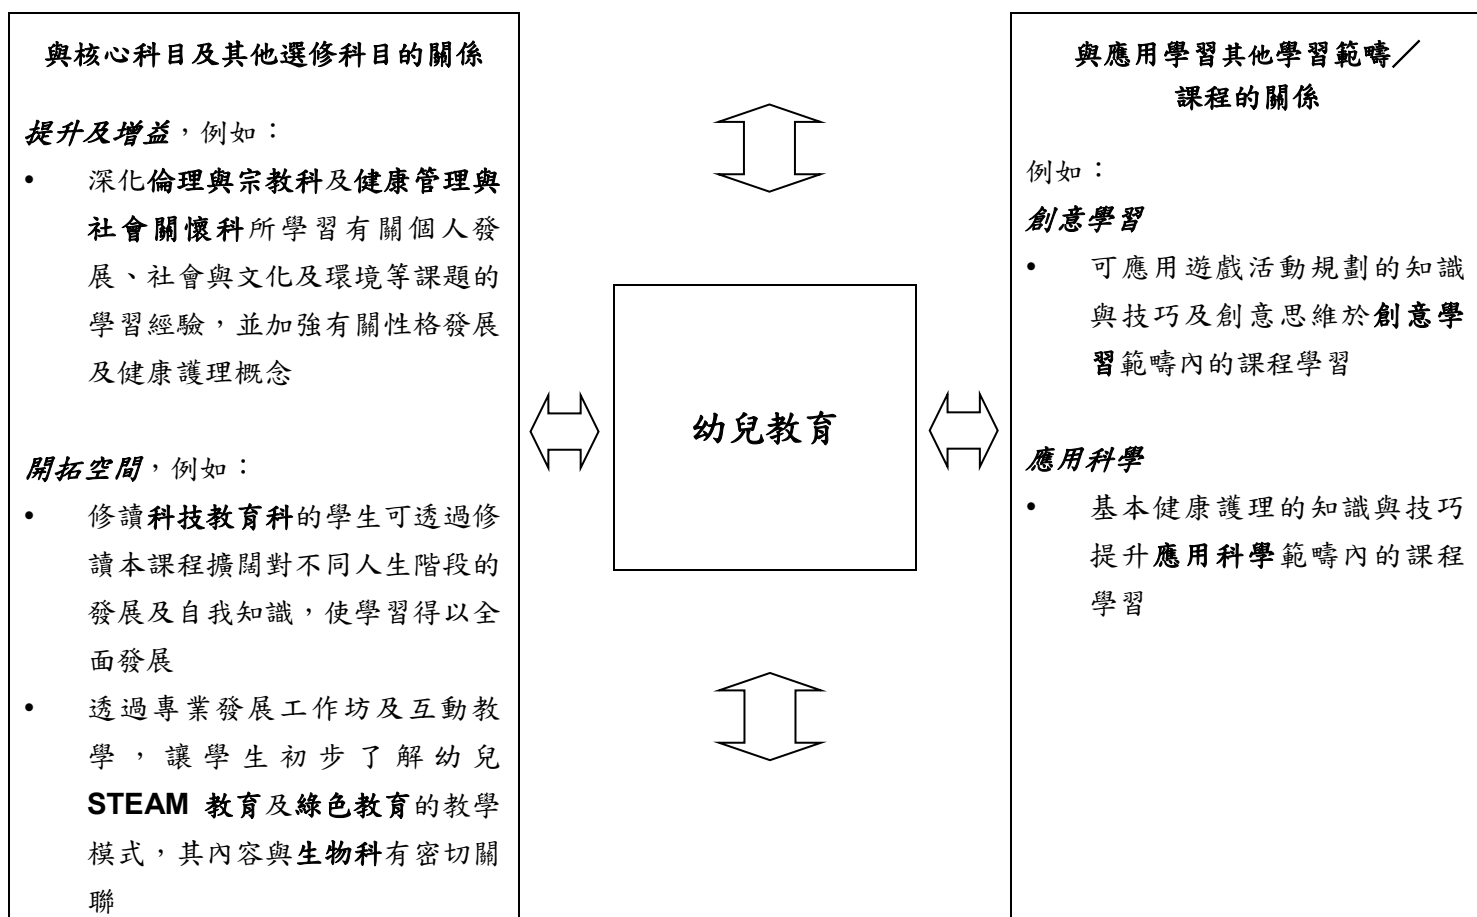 與核心科目及其他選修科目的關係
提升及增益，例如：
• 深化倫理與宗教科及健康管理與
社會關懷科所學習有關個人發
展、社會與文化及環境等課題的
學習經驗，並加強有關性格發展
及健康護理概念
開拓空間，例如：
• 修讀科技教育科的學生可透過修
讀本課程擴闊對不同人生階段的
發展及自我知識，使學習得以全
面發展
• 透過專業發展工作坊及互動教
學，讓學生初步了解幼兒
STEAM 教育及綠色教育的教學
模式，其內容與生物科有密切關
聯
幼兒教育
與應用學習其他學習範疇／
課程的關係
例如：
創意學習
• 可應用遊戲活動規劃的知識
與技巧及創意思維於創意學
習範疇內的課程學習
應用科學
• 基本健康護理的知識與技巧
提升應用科學範疇內的課程
學習